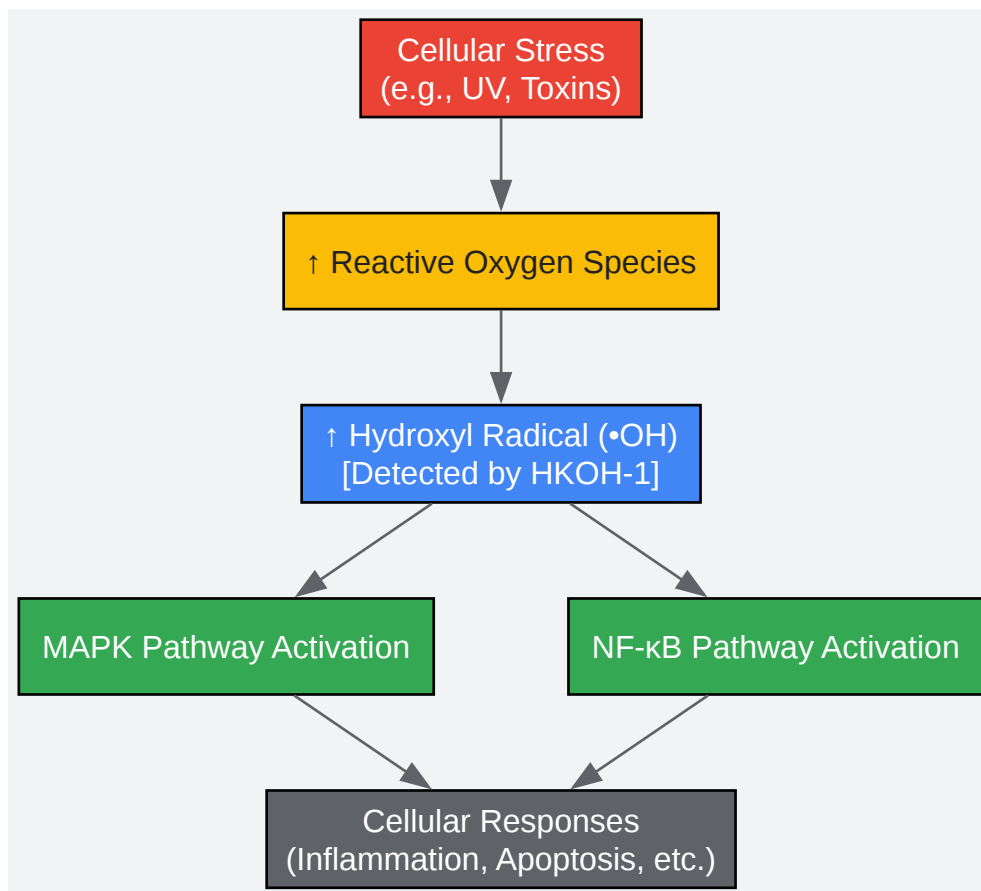 Cellular Stress
(e.g., UV, Toxins)
↑ Reactive Oxygen Species
↑ Hydroxyl Radical (•OH)
[Detected by HKOH-1]
MAPK Pathway Activation
NF-κB Pathway Activation
Cellular Responses
(Inflammation, Apoptosis, etc.)